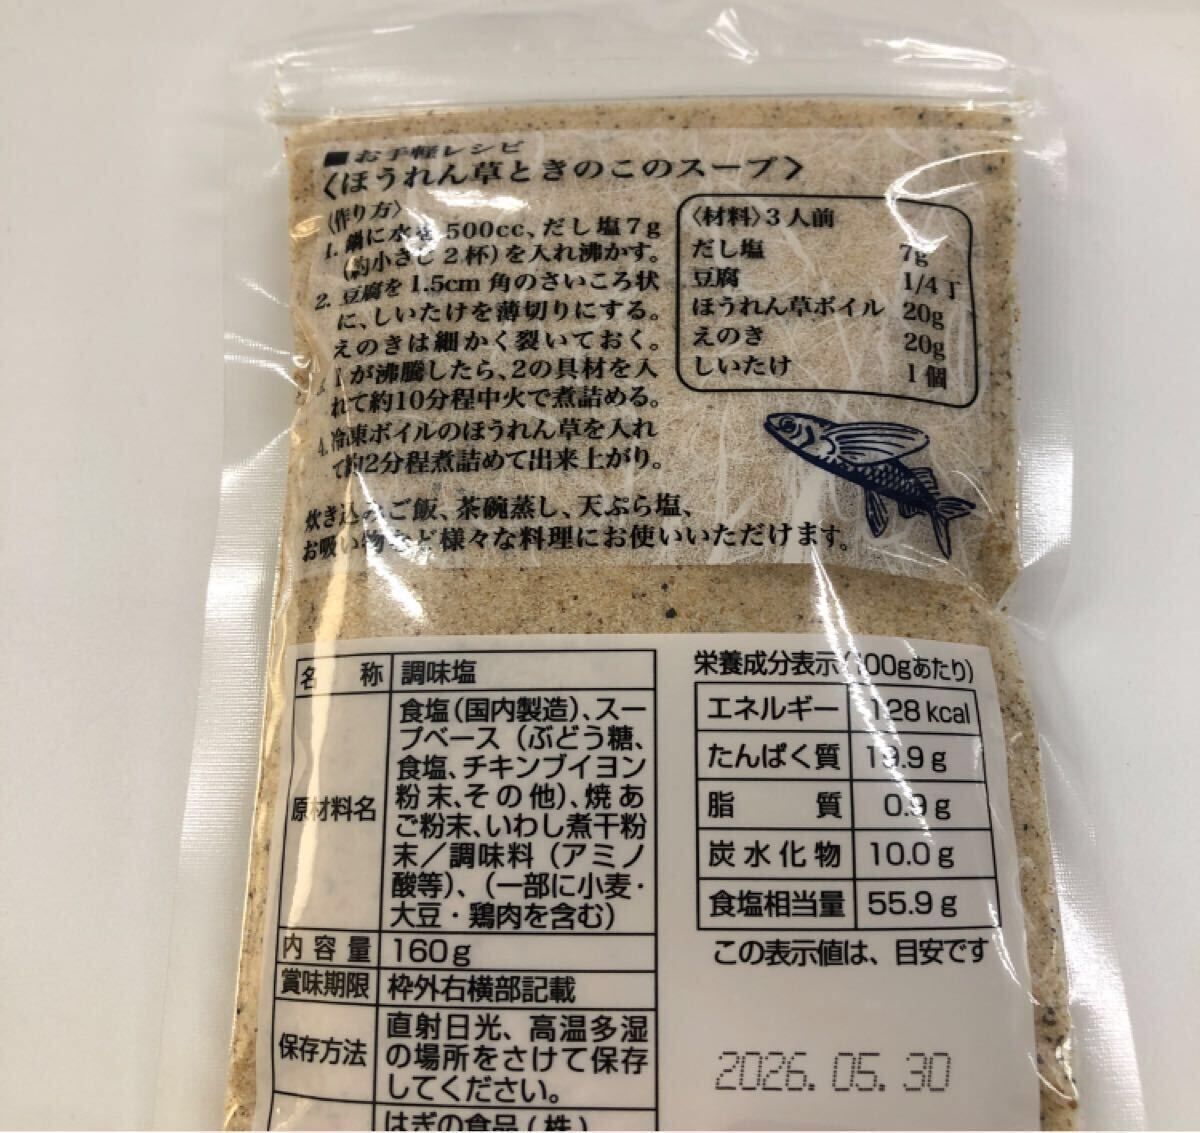 ■お手軽レシピ
〈ほうれん草ときのこのスープ〉
〈作り方〉
1. 鍋に水を500cc、だし塩7g
(約小さじ2杯)を入れ沸かす。
2. 豆腐を1.5cm角のさいころ状
に、しいたけを薄切りにする。
えのきは細かく裂いておく。
3. 1が沸騰したら、2の具材を入
れて約10分程中火で煮詰める。
4. 冷凍ボイルのほうれん草を入れ
て約2分程煮詰めて出来上がり。
〈材料〉3人前
だし塩 7g
豆腐 1/4丁
ほうれん草ボイル 20g
えのき 20g
しいたけ 1個
炊き込みご飯、茶碗蒸し、天ぷら塩、
お吸い物など様々な料理にお使いいただけます。
名称 調味塩
原材料名 食塩(国内製造)、スー
プベース(ぶどう糖、
食塩、チキンブイヨン
粉末、その他)、焼あ
ご粉末、いわし煮干粉
末/調味料(アミノ
酸等)、(一部に小麦・
大豆・鶏肉を含む)
内容量 160g
賞味期限 枠外右横部記載
保存方法 直射日光、高温多湿
の場所をさけて保存
してください。
はぎの食品(株)
栄養成分表示(100gあたり)
エネルギー 128kcal
たんぱく質 19.9g
脂質 0.9g
炭水化物 10.0g
食塩相当量 55.9g
この表示値は、目安です
2026.05.30